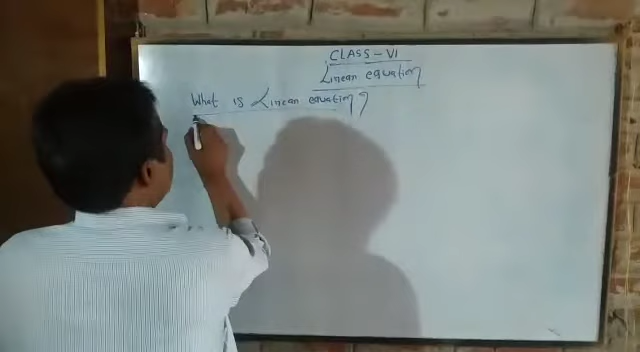 CLASS - VI
Linear equation
What is Linear equation?